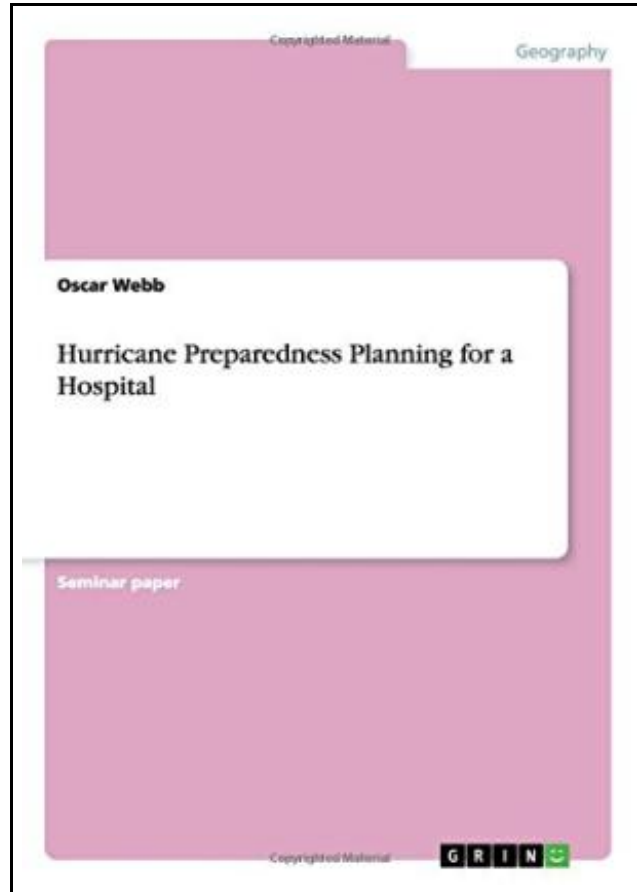 Copyrighted Material
Geography
Oscar Webb
Hurricane Preparedness Planning for a
Hospital
Seminar paper
Copyrighted Material
GRIN